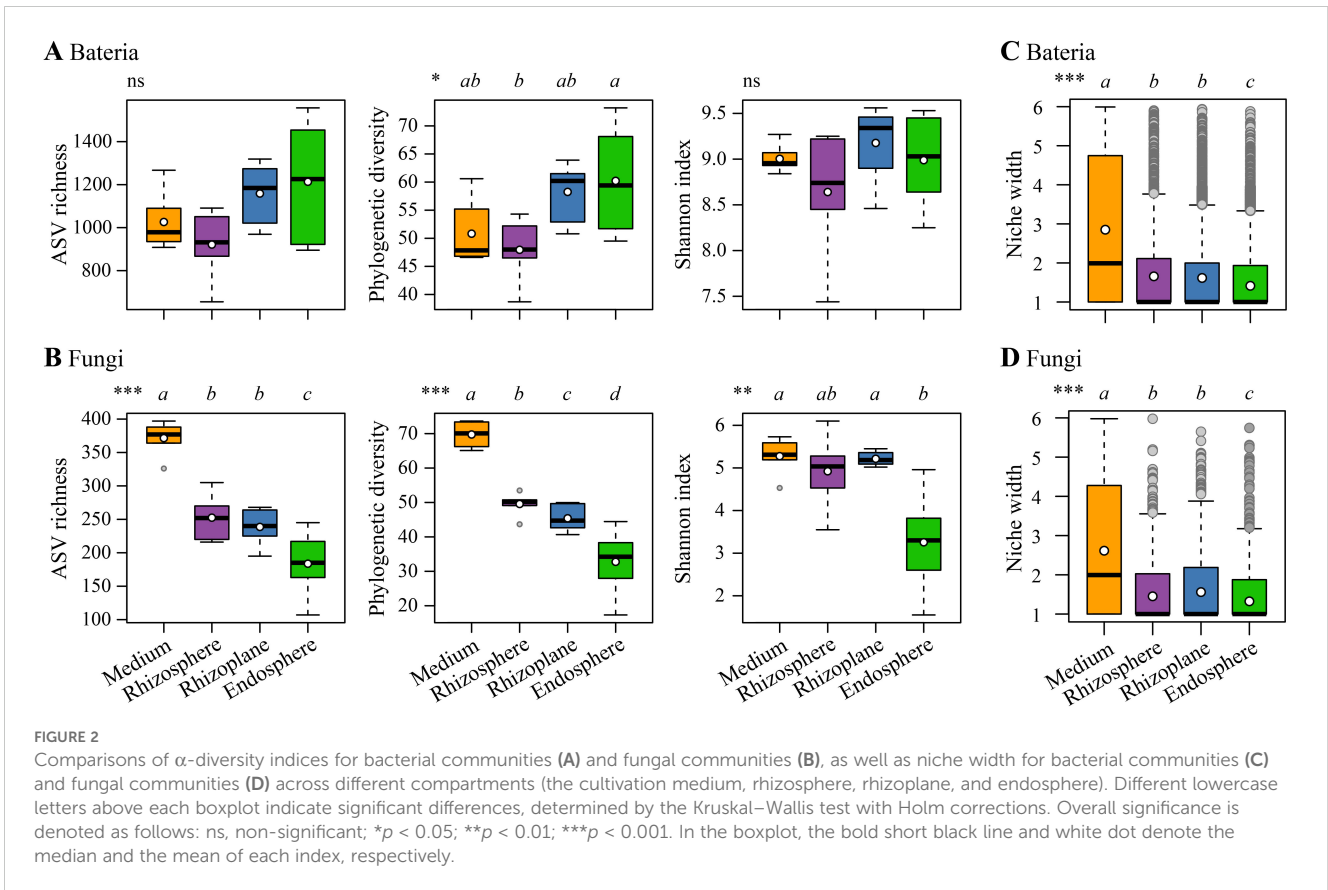 A Bateria
ns
ASV richness
1400
1200
1000
800
* ab b ab a
Phylogenetic diversity
70
65
60
55
50
45
40
ns
Shannon index
9.5
9.0
8.5
8.0
7.5
C Bateria
*** a b b c
Niche width
6
5
4
3
2
1
B Fungi
*** a b b c
ASV richness
400
350
300
250
200
150
100
Medium
Rhizosphere
Rhizoplane
Endosphere
*** a b c d
Phylogenetic diversity
70
60
50
40
30
20
Medium
Rhizosphere
Rhizoplane
Endosphere
** a ab a b
Shannon index
6
5
4
3
2
Medium
Rhizosphere
Rhizoplane
Endosphere
D Fungi
*** a b b c
Niche width
6
5
4
3
2
1
Medium
Rhizosphere
Rhizoplane
Endosphere
FIGURE 2
Comparisons of α-diversity indices for bacterial communities (A) and fungal communities (B), as well as niche width for bacterial communities (C)
and fungal communities (D) across different compartments (the cultivation medium, rhizosphere, rhizoplane, and endosphere). Different lowercase
letters above each boxplot indicate significant differences, determined by the Kruskal–Wallis test with Holm corrections. Overall significance is
denoted as follows: ns, non-significant; *p < 0.05; **p < 0.01; ***p < 0.001. In the boxplot, the bold short black line and white dot denote the
median and the mean of each index, respectively.